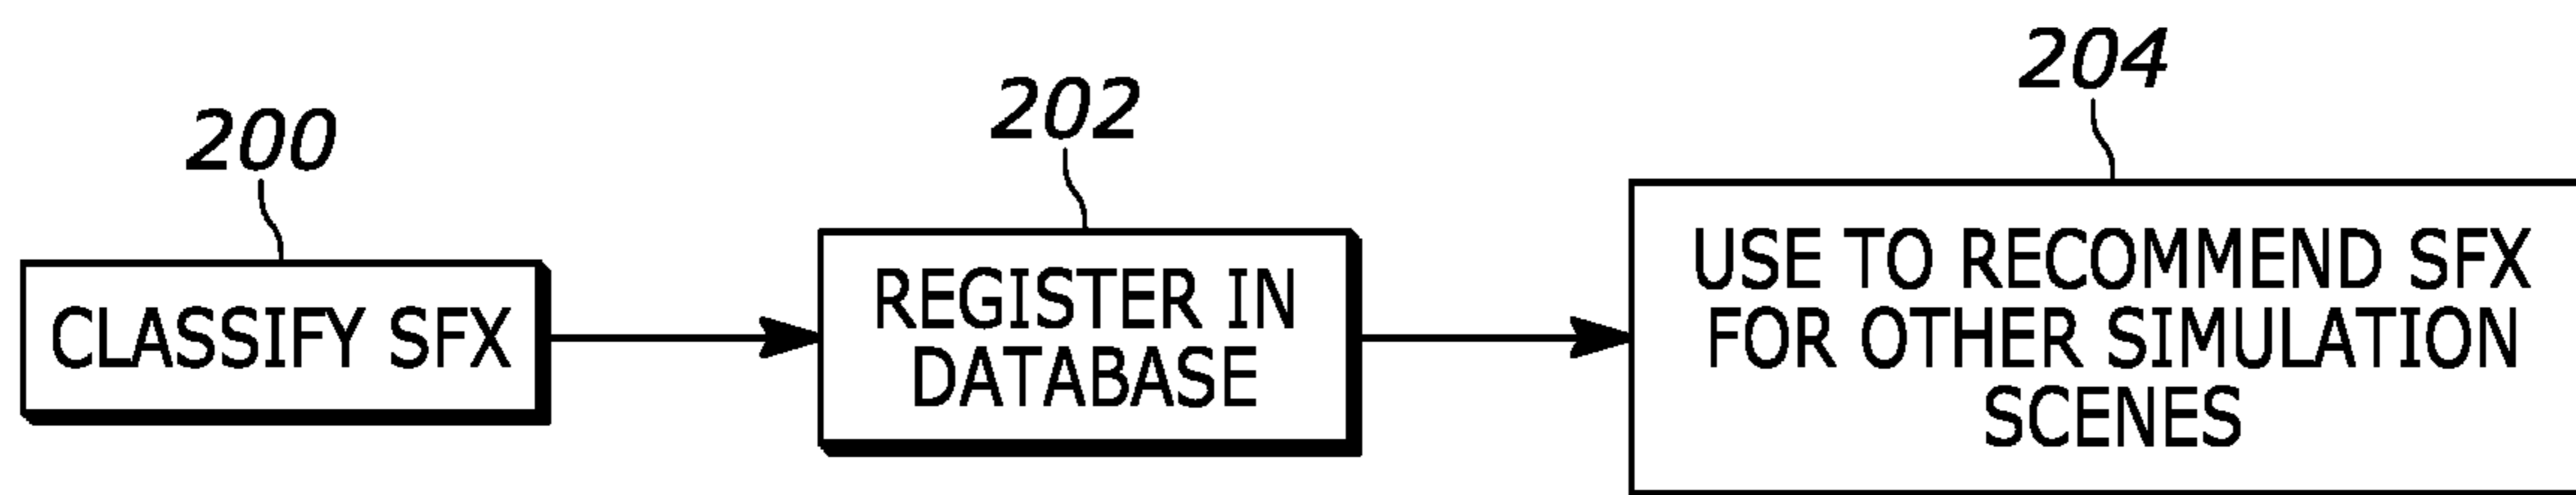 200
CLASSIFY SFX
202
REGISTER IN
DATABASE
204
USE TO RECOMMEND SFX
FOR OTHER SIMULATION
SCENES